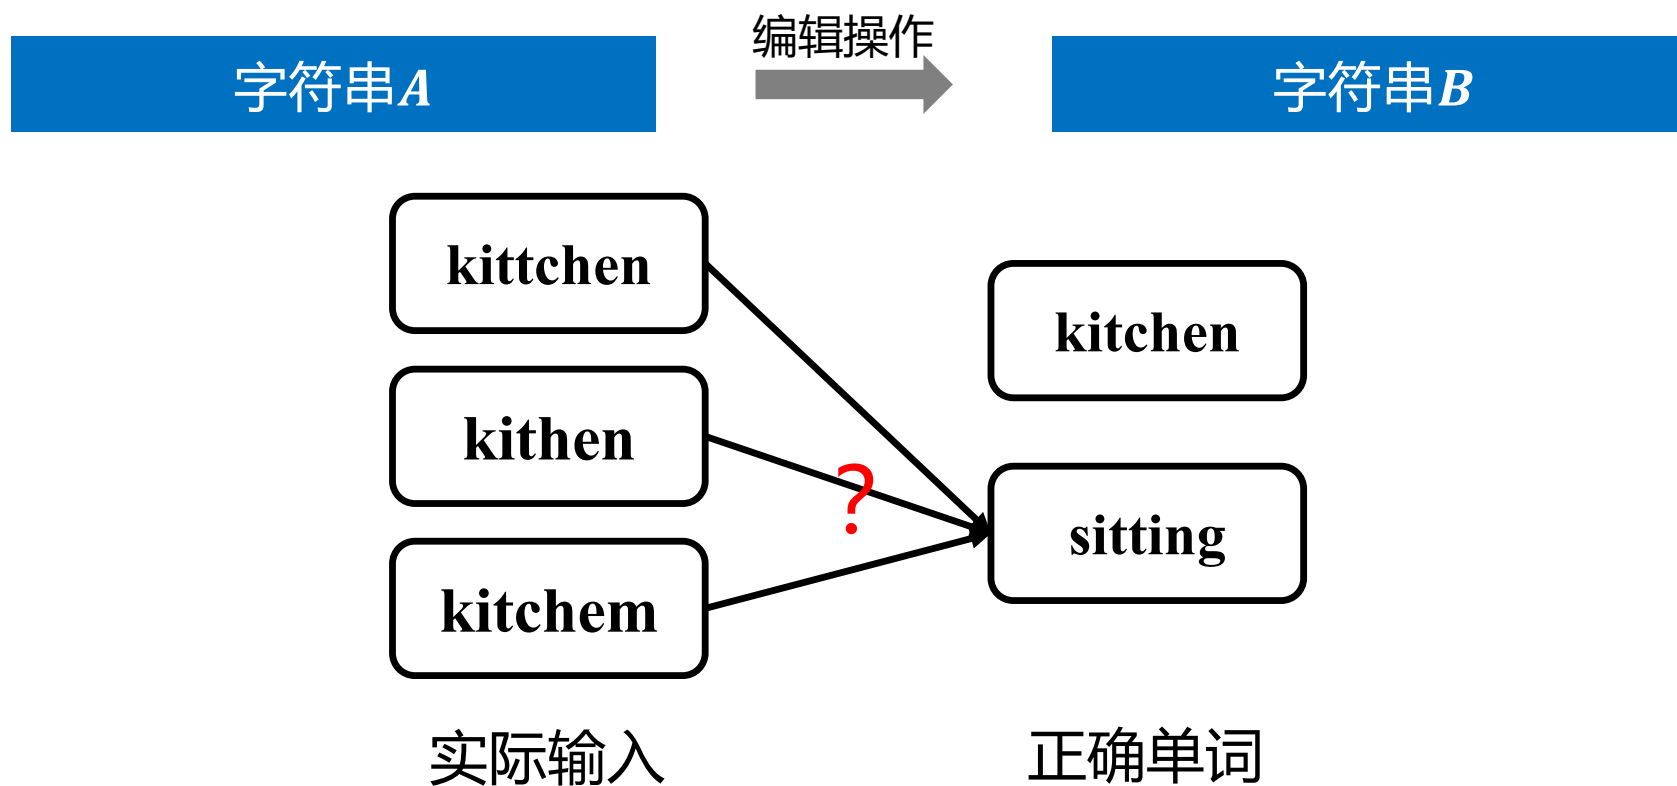 编辑操作
字符串A
字符串B
kittchen
kitchen
kithen
?
sitting
kitchem
实际输入
正确单词